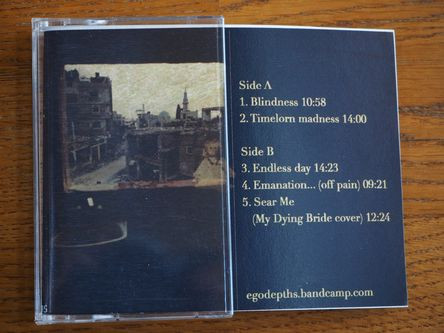 Side A
1. Blindness 10:58
2. Timelorn madness 14:00
Side B
3. Endless day 14:23
4. Emanation... (off pain) 09:21
5. Sear Me
(My Dying Bride cover) 12:24
egodepths.bandcamp.com